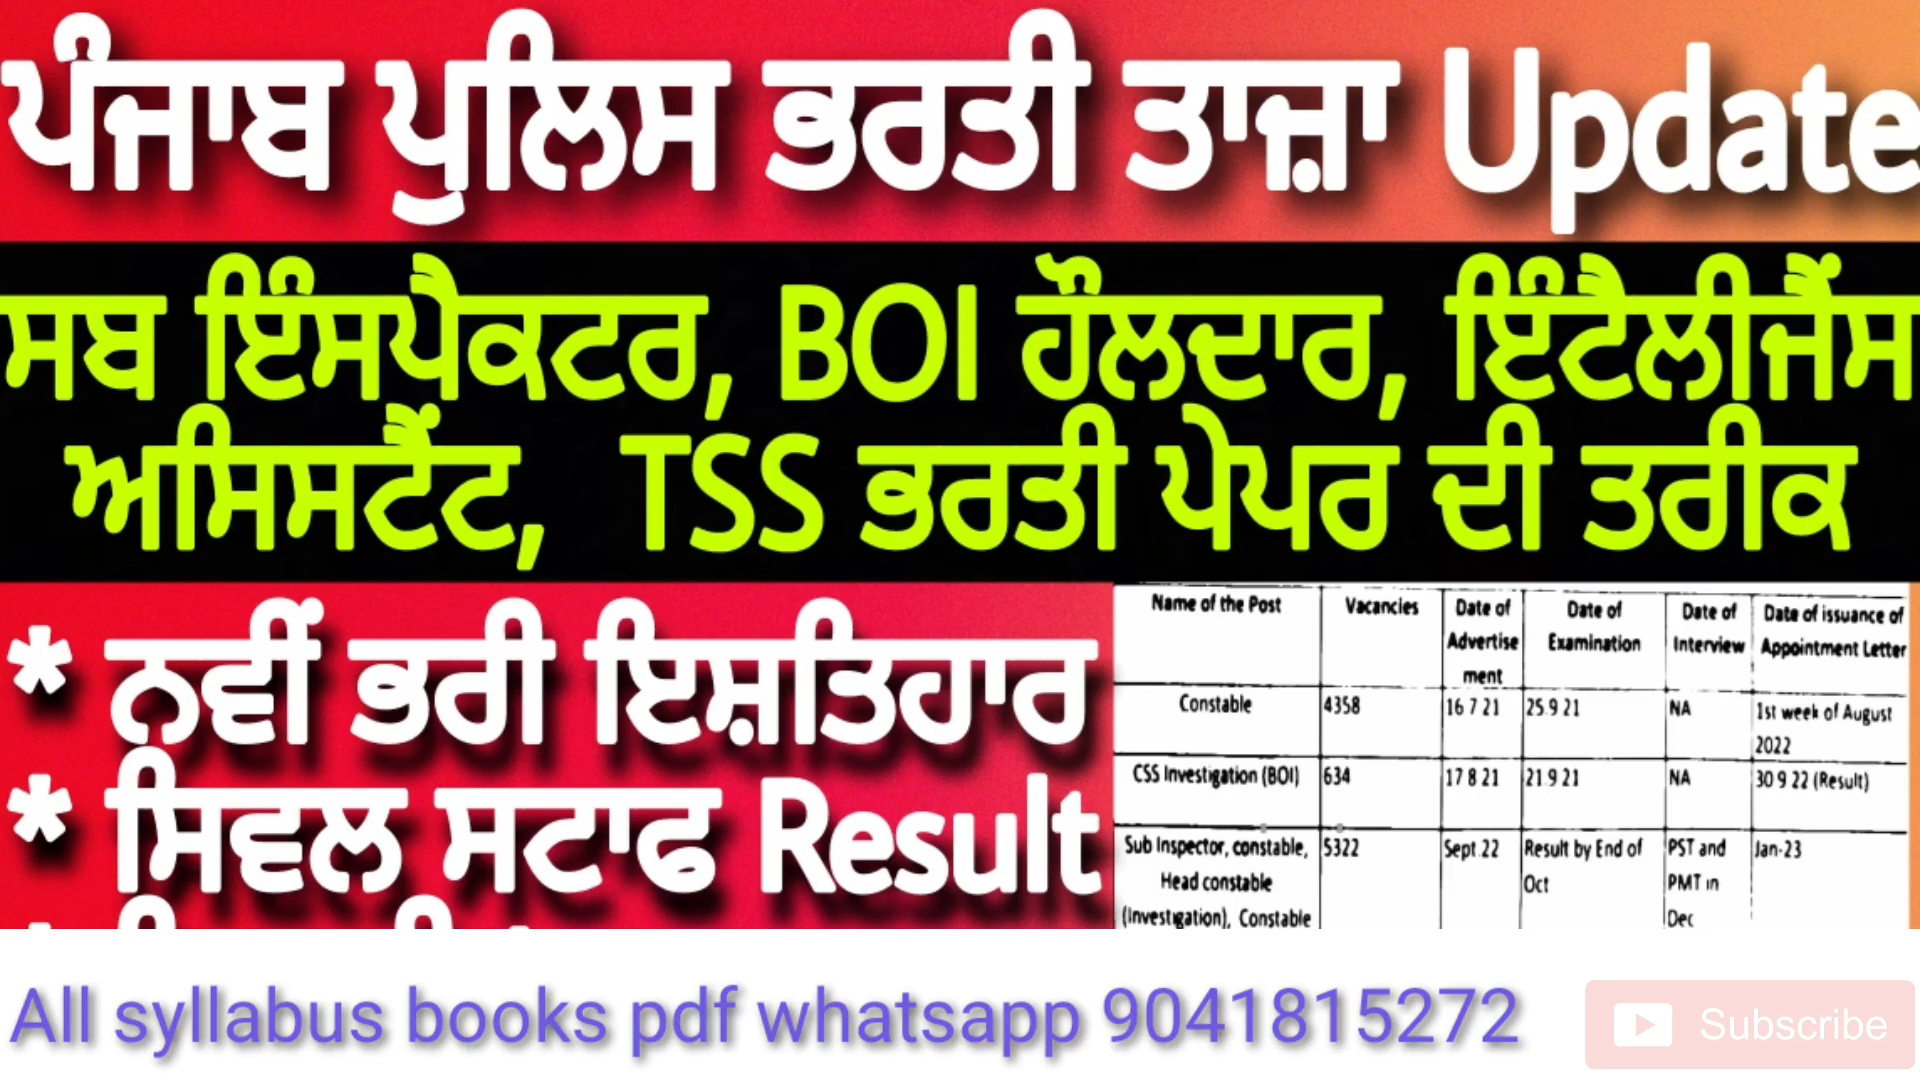 ਪੰਜਾਬ ਪੁਲਿਸ ਭਰਤੀ ਤਾਜ਼ਾ Update
ਸਬ ਇੰਸਪੈਕਟਰ, BOI ਹੌਲਦਾਰ, ਇੰਟੈਲੀਜੈਂਸ
ਅਸਿਸਟੈਂਟ, TSS ਭਰਤੀ ਪੇਪਰ ਦੀ ਤਰੀਕ
* ਨਵੀਂ ਭਰੀ ਇਸ਼ਤਿਹਾਰ
* ਸਿਵਲ ਸਟਾਫ Result
Name of the Post Vacancies Date of Advertise ment Date of Examination Date of Interview Date of issuance of Appointment Letter
Constable 4358 16 7 21 25.9 21 NA 1st week of August 2022
CSS Investigation (BOI) 634 17 8 21 21.9 21 NA 30 9 22 (Result)
Sub Inspector, constable, Head constable (Investigation), Constable 5322 Sept.22 Result by End of Oct PST and PMT in Dec Jan-23
All syllabus books pdf whatsapp 9041815272
Subscribe